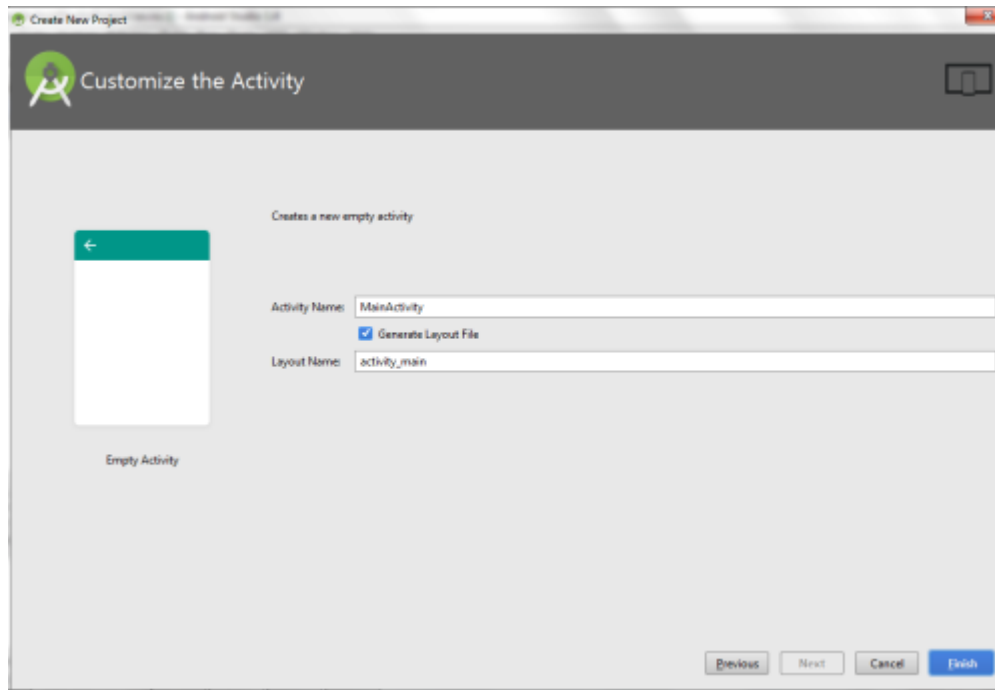 Create New Project
Customize the Activity
Creates a new empty activity
Activity Name: MainActivity
Generate Layout File
Layout Name: activity_main
Empty Activity
Previous Next Cancel Finish